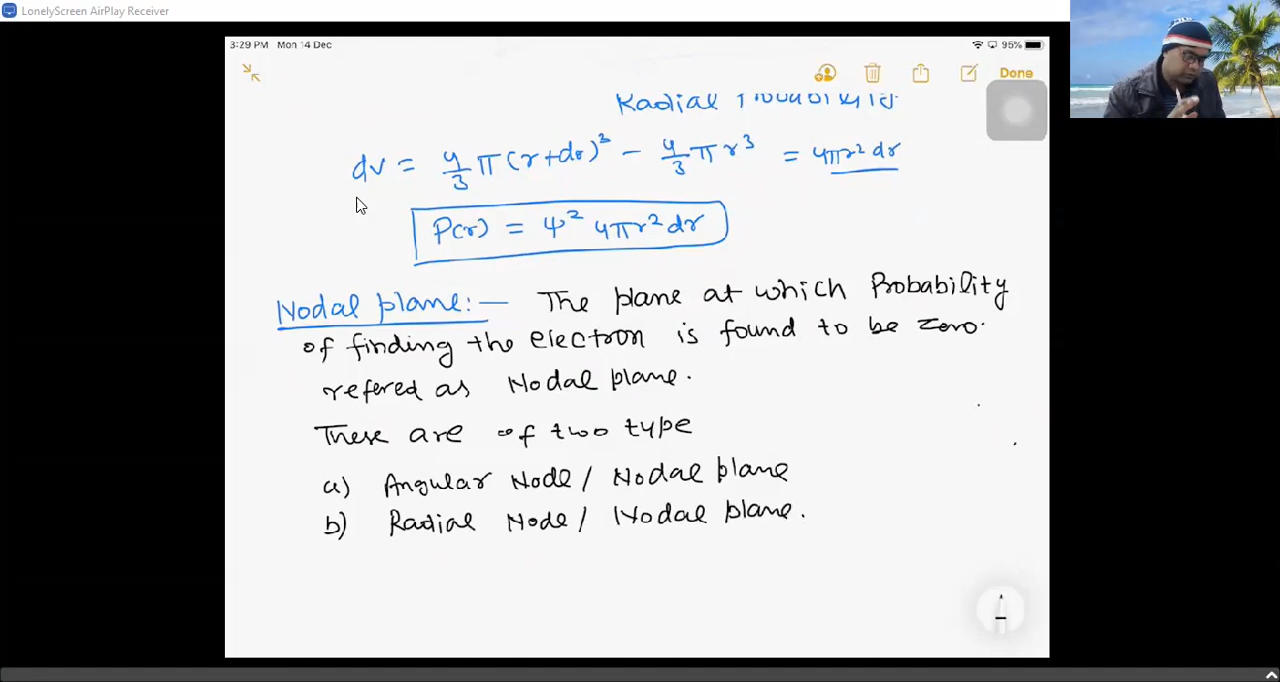 LonelyScreen AirPlay Receiver
3:29 PM Mon 14 Dec
95%
Done
Radial Probability
dv = 4/3 π (r+dr)³ − 4/3 π r³ = 4πr² dr
P(r) = Ψ² 4πr² dr
Nodal plane:— The plane at which Probability
of finding the electron is found to be zero.
refered as Nodal plane.
These are of two type
a) Angular Node / Nodal plane
b) Radial Node / Nodal plane.